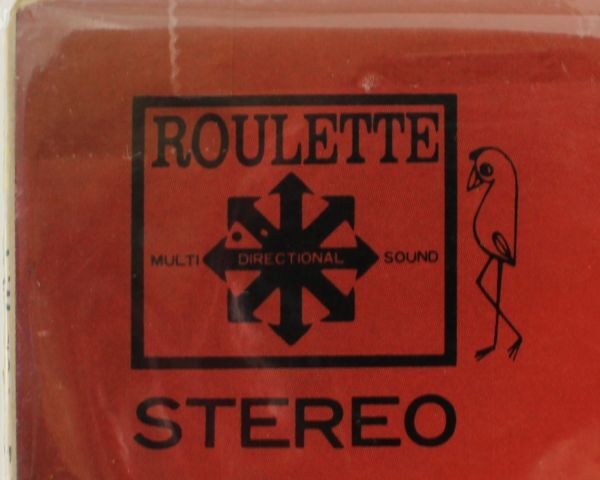 ROULETTE
MULTI DIRECTIONAL SOUND
STEREO